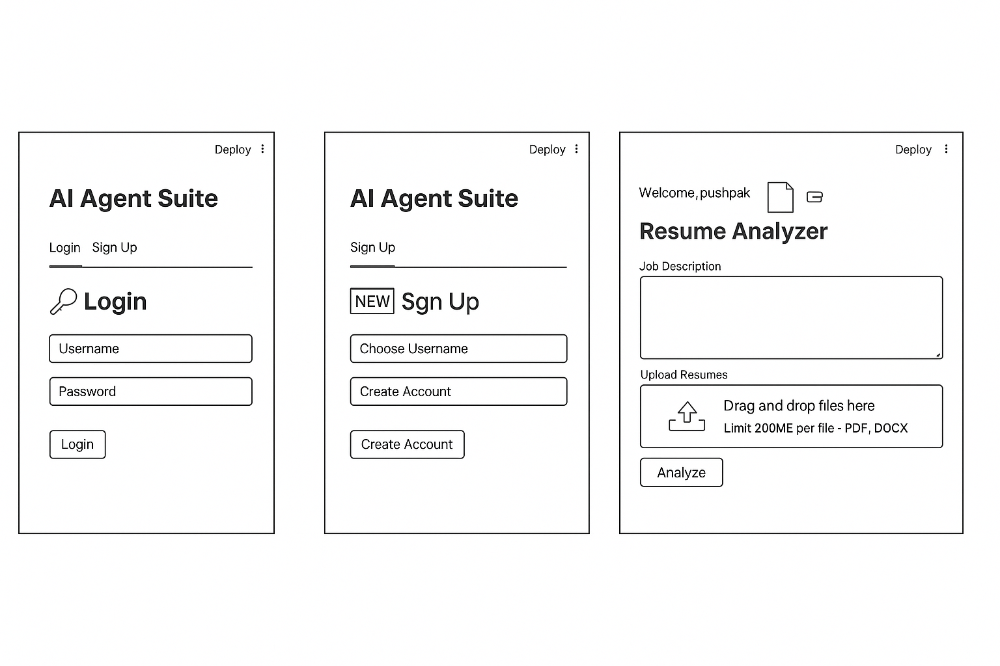 Deploy
AI Agent Suite
Login Sign Up
Login
Username
Password
Login
Deploy
AI Agent Suite
Sign Up
NEW Sgn Up
Choose Username
Create Account
Create Account
Deploy
Welcome, pushpak
Resume Analyzer
Job Description
Upload Resumes
Drag and drop files here
Limit 200ME per file - PDF, DOCX
Analyze